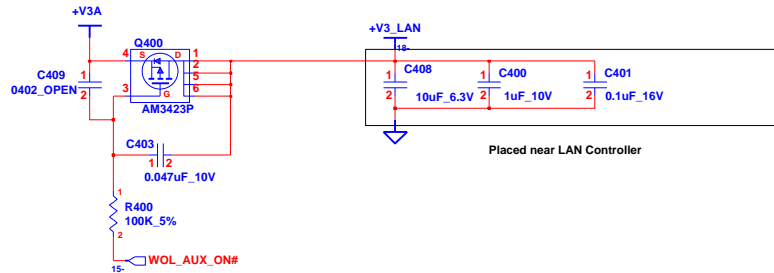 +V3A
Q400
4
S
D
1
2
5
6
3
G
AM3423P
C409
1
0402_OPEN
2
C403
1
2
0.047uF_10V
1
R400
100K_5%
2
15-
WOL_AUX_ON#
+V3_LAN
18-
1
C408
2
10uF_6.3V
1
C400
2
1uF_10V
1
C401
2
0.1uF_16V
Placed near LAN Controller